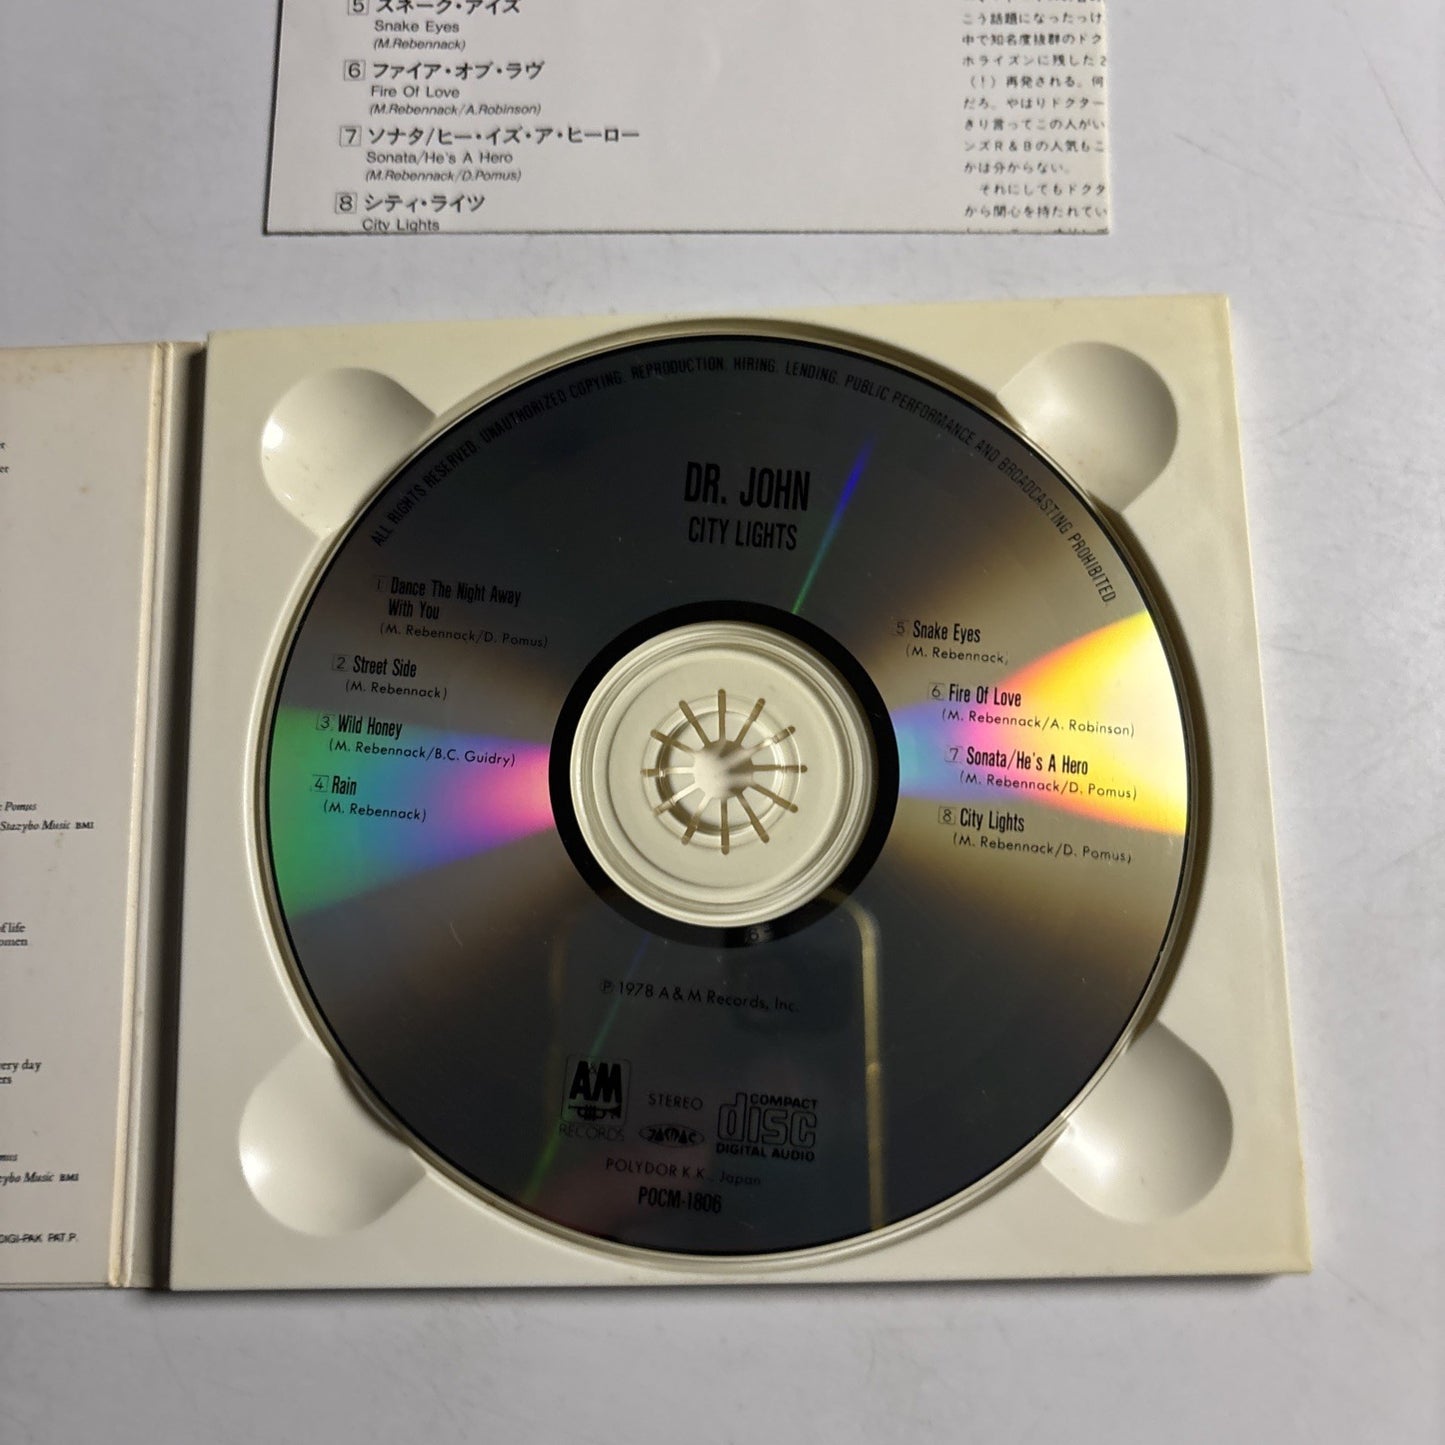 5 スネーク・アイズ
Snake Eyes
(M.Rebennack)
6 ファイア・オブ・ラヴ
Fire Of Love
(M.Rebennack/A.Robinson)
7 ソナタ/ヒー・イズ・ア・ヒーロー
Sonata/He's A Hero
(M.Rebennack/D.Pomus)
8 シティ・ライツ
City Lights
こう話題になったっけ
中で知名度抜群のドク
ホライズンに残した2
(!) 再発される。何
だろ。やはりドクター
きり言ってこの人がい
ンズR&Bの人気もこ
かは分からない。
それにしてもドクタ
から関心を持たれてい
Pomus
Stazybo Music BMI
of life
omen
ery day
ers
mus
zybo Music BMI
DIGI-PAK PAT.P.
ALL RIGHTS RESERVED. UNAUTHORIZED COPYING. REPRODUCTION. HIRING. LENDING. PUBLIC PERFORMANCE AND BROADCASTING PROHIBITED.
DR. JOHN
CITY LIGHTS
1 Dance The Night Away
With You
(M. Rebennack/D. Pomus)
2 Street Side
(M. Rebennack)
3 Wild Honey
(M. Rebennack/B.C. Guidry)
4 Rain
(M. Rebennack)
5 Snake Eyes
(M. Rebennack)
6 Fire Of Love
(M. Rebennack/A. Robinson)
7 Sonata/He's A Hero
(M. Rebennack/D. Pomus)
8 City Lights
(M. Rebennack/D. Pomus)
℗ 1978 A & M Records, Inc.
A&M
RECORDS
STEREO
JASRAC
COMPACT
disc
DIGITAL AUDIO
POLYDOR K.K., Japan
POCM-1806